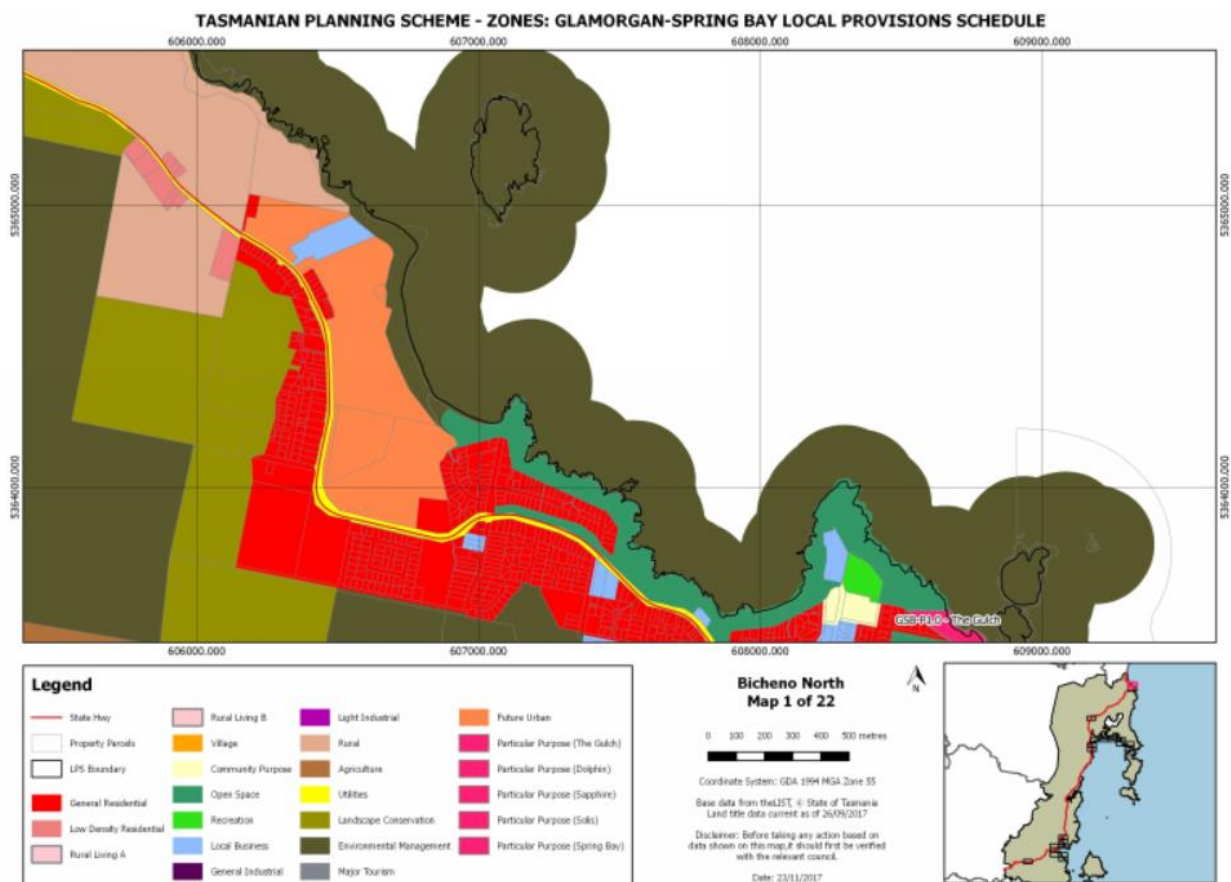 TASMANIAN PLANNING SCHEME - ZONES: GLAMORGAN-SPRING BAY LOCAL PROVISIONS SCHEDULE
606000.000 607000.000 608000.000 609000.000
5365000.000 5365000.000
5364000.000 5364000.000
GSB-P1.0 - The Gulch
606000.000 607000.000 608000.000 609000.000
Legend
State Hwy
Property Parcels
LPS Boundary
General Residential
Low Density Residential
Rural Living A
Rural Living B
Village
Community Purpose
Open Space
Recreation
Local Business
General Industrial
Light Industrial
Rural
Agriculture
Utilities
Landscape Conservation
Environmental Management
Major Tourism
Future Urban
Particular Purpose (The Gulch)
Particular Purpose (Dolphin)
Particular Purpose (Sapphire)
Particular Purpose (Solis)
Particular Purpose (Spring Bay)
Bicheno North
Map 1 of 22
N
0 100 200 300 400 500 metres
Coordinate System: GDA 1994 MGA Zone 55
Base data from theLIST, © State of Tasmania
Land title data current as of 26/09/2017
Disclaimer: Before taking any action based on
data shown on this map,it should first be verified
with the relevant council.
Date: 23/11/2017